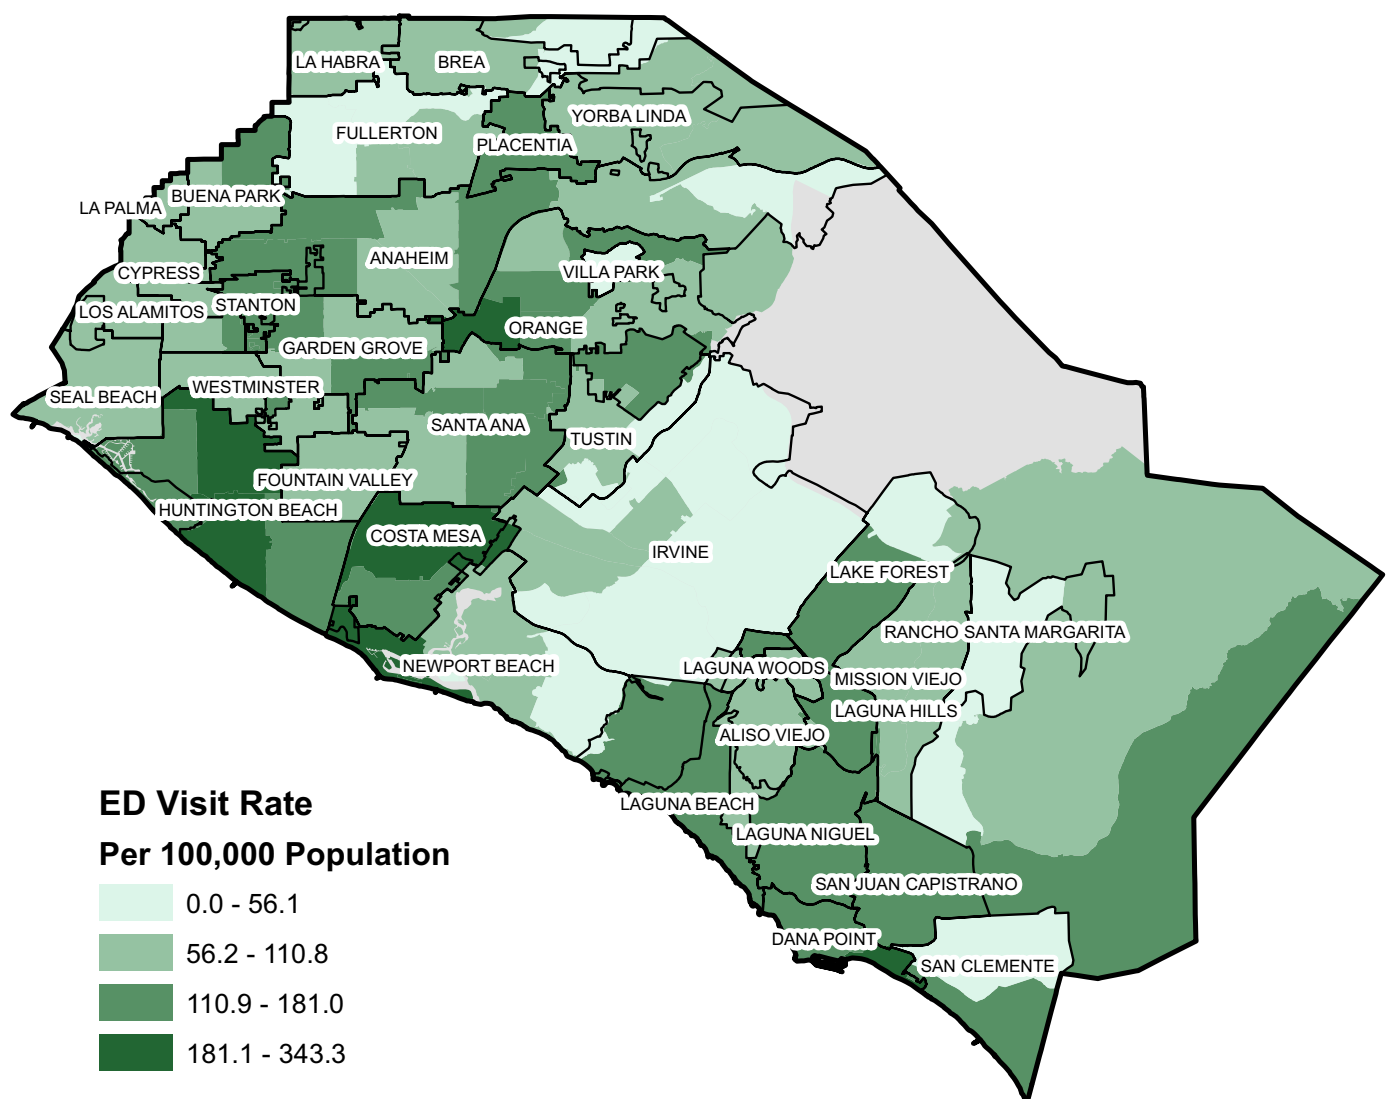 LA HABRA
BREA
YORBA LINDA
FULLERTON
PLACENTIA
BUENA PARK
LA PALMA
ANAHEIM
CYPRESS
VILLA PARK
STANTON
LOS ALAMITOS
ORANGE
GARDEN GROVE
WESTMINSTER
SEAL BEACH
SANTA ANA
TUSTIN
FOUNTAIN VALLEY
HUNTINGTON BEACH
COSTA MESA
IRVINE
LAKE FOREST
RANCHO SANTA MARGARITA
NEWPORT BEACH
LAGUNA WOODS
MISSION VIEJO
LAGUNA HILLS
ALISO VIEJO
LAGUNA BEACH
LAGUNA NIGUEL
SAN JUAN CAPISTRANO
DANA POINT
SAN CLEMENTE
ED Visit Rate
Per 100,000 Population
0.0 - 56.1
56.2 - 110.8
110.9 - 181.0
181.1 - 343.3